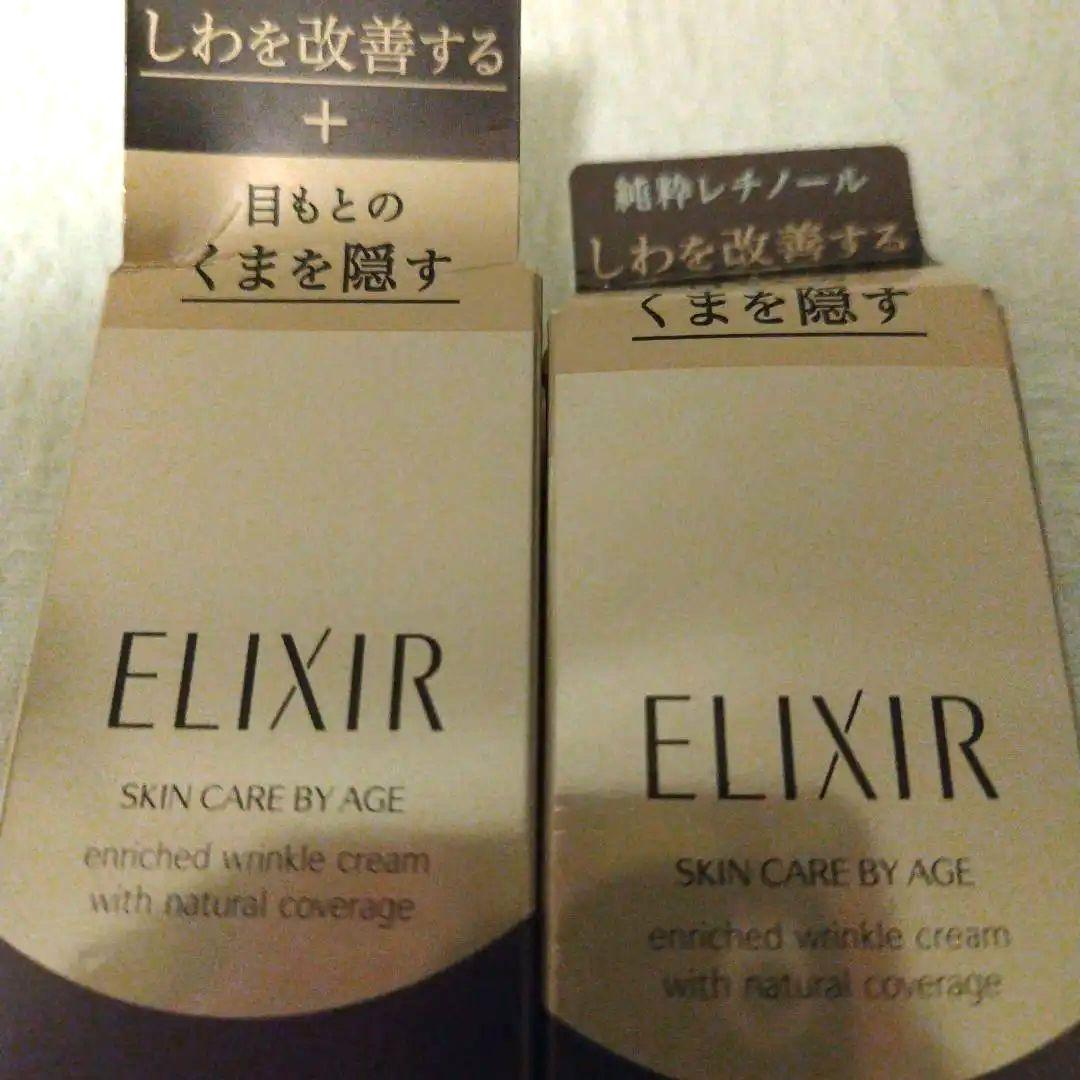 しわを改善する
+
目もとの
くまを隠す
ELIXIR
SKIN CARE BY AGE
enriched wrinkle cream
with natural coverage
純粋レチノール
しわを改善する
くまを隠す
ELIXIR
SKIN CARE BY AGE
enriched wrinkle cream
with natural coverage